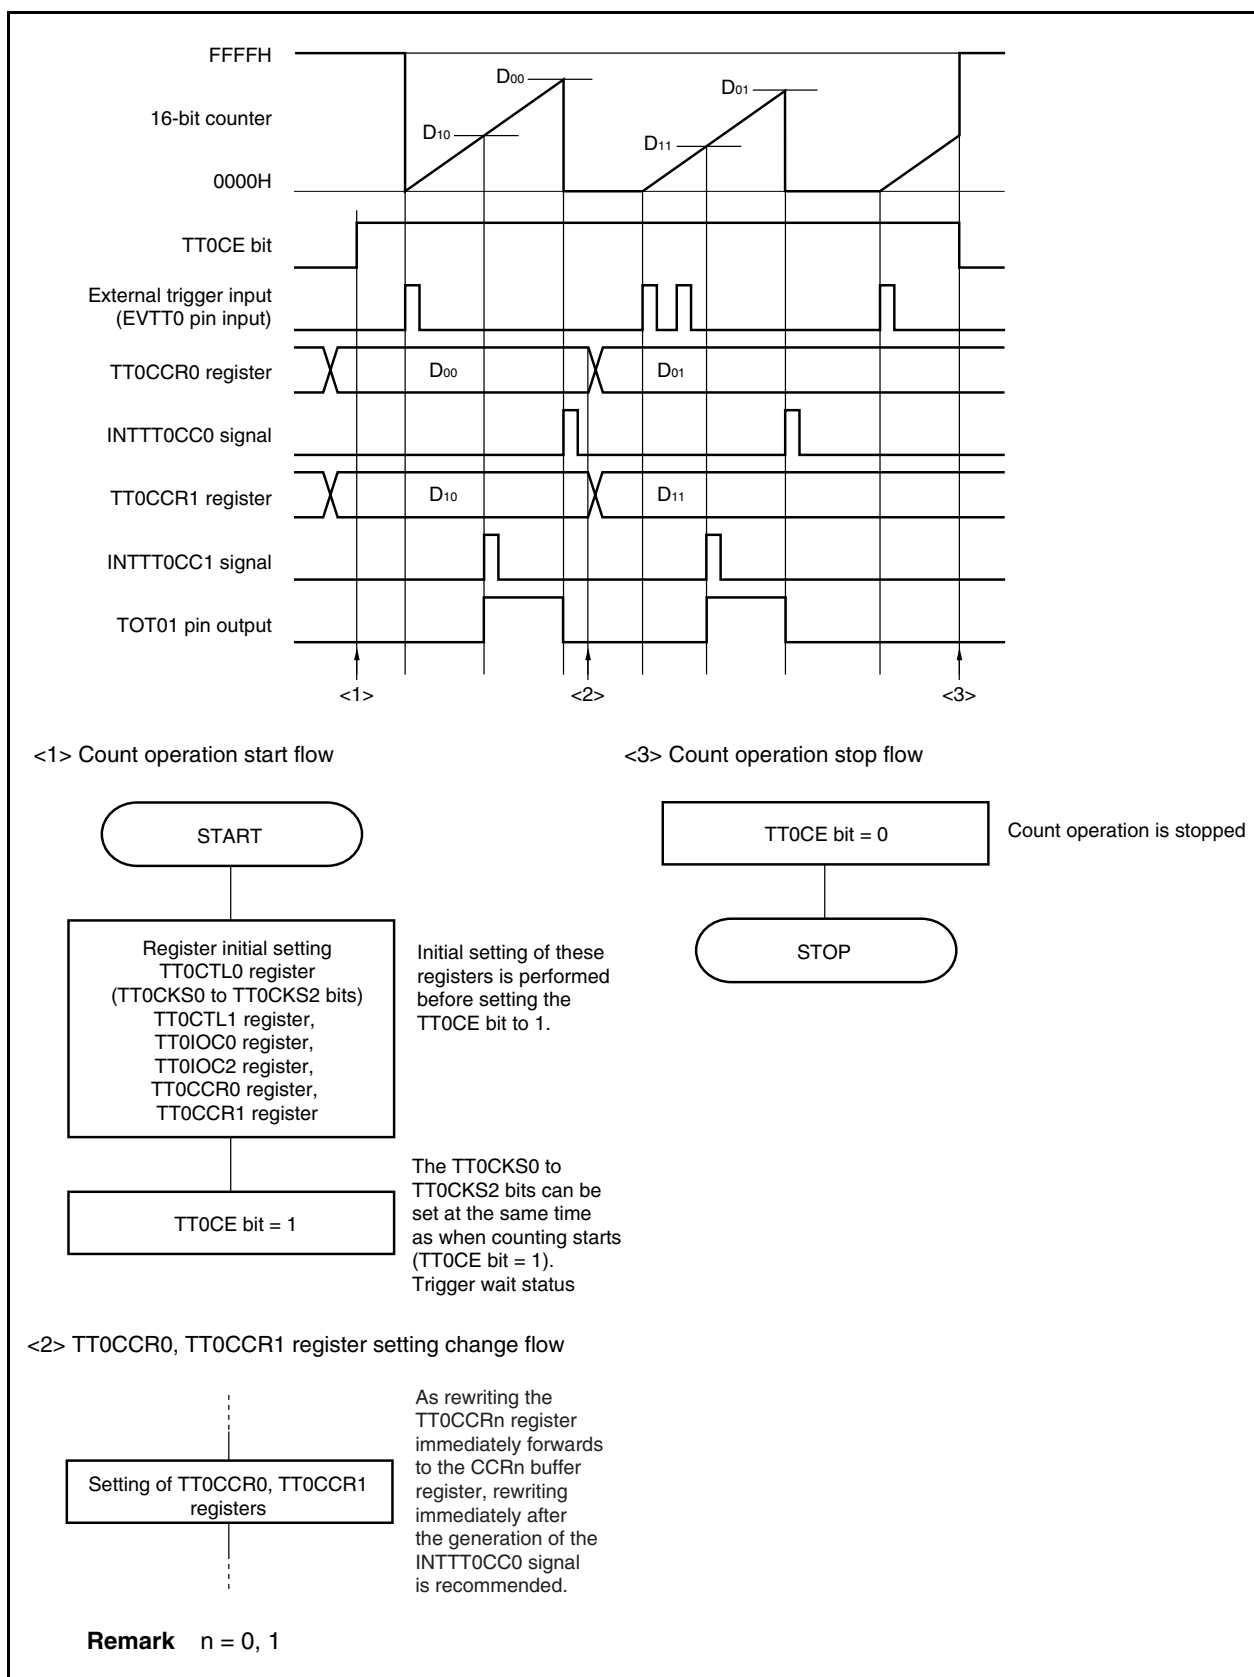 FFFFH
16-bit counter
0000H
D00
D10
D01
D11
TT0CE bit
External trigger input
(EVTT0 pin input)
TT0CCR0 register
D00
D01
INTTT0CC0 signal
TT0CCR1 register
D10
D11
INTTT0CC1 signal
TOT01 pin output
<1>
<2>
<3>
<1> Count operation start flow
START
Register initial setting
TT0CTL0 register
(TT0CKS0 to TT0CKS2 bits)
TT0CTL1 register,
TT0IOC0 register,
TT0IOC2 register,
TT0CCR0 register,
TT0CCR1 register
Initial setting of these
registers is performed
before setting the
TT0CE bit to 1.
TT0CE bit = 1
The TT0CKS0 to
TT0CKS2 bits can be
set at the same time
as when counting starts
(TT0CE bit = 1).
Trigger wait status
<3> Count operation stop flow
TT0CE bit = 0
Count operation is stopped
STOP
<2> TT0CCR0, TT0CCR1 register setting change flow
Setting of TT0CCR0, TT0CCR1
registers
As rewriting the
TT0CCRn register
immediately forwards
to the CCRn buffer
register, rewriting
immediately after
the generation of the
INTTT0CC0 signal
is recommended.
Remark n = 0, 1